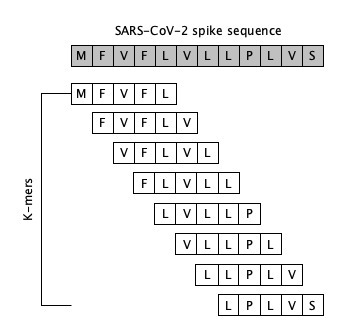 SARS-CoV-2 spike sequence
M F V F L V L L P L V S
M F V F L
F V F L V
V F L V L
F L V L L
L V L L P
V L L P L
L L P L V
L P L V S
K-mers